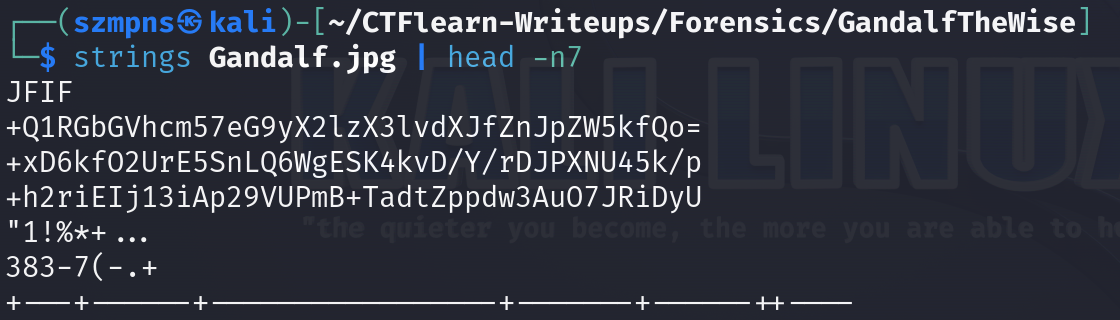 ┌──(szmpns㉿kali)-[~/CTFlearn-Writeups/Forensics/GandalfTheWise]
└─$ strings Gandalf.jpg | head -n7
JFIF
+Q1RGbGVhcm57eG9yX2lzX3lvdXJfZnJpZW5kfQo=
+xD6kfO2UrE5SnLQ6WgESK4kvD/Y/rDJPXNU45k/p
+h2riEIj13iAp29VUPmB+TadtZppdw3AuO7JRiDyU
"1!%*+...
383-7(-.+
+---+-------+--------------------+---------+-------++-----
KALI LINUX
"the quieter you become, the more you are able to